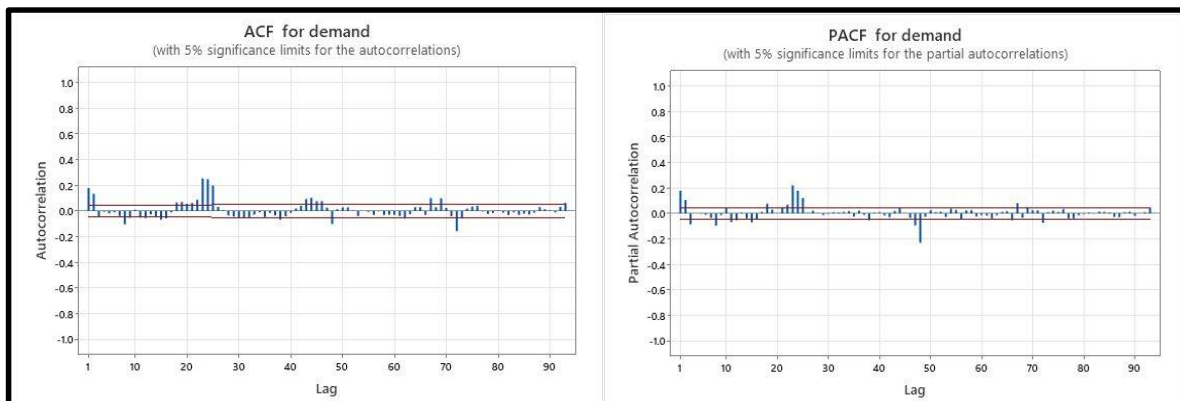 ACF for demand
(with 5% significance limits for the autocorrelations)
1.0
0.8
0.6
0.4
0.2
0.0
-0.2
-0.4
-0.6
-0.8
-1.0
Autocorrelation
1 10 20 30 40 50 60 70 80 90
Lag
PACF for demand
(with 5% significance limits for the partial autocorrelations)
1.0
0.8
0.6
0.4
0.2
0.0
-0.2
-0.4
-0.6
-0.8
-1.0
Partial Autocorrelation
1 10 20 30 40 50 60 70 80 90
Lag